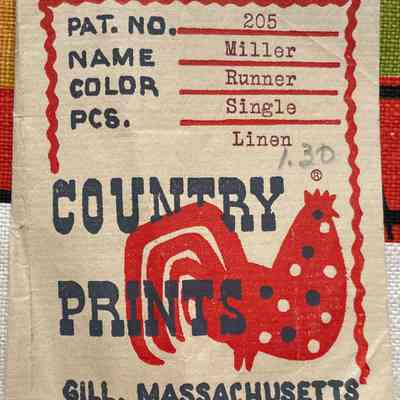 PAT. NO. 205
NAME Miller
COLOR Runner
PCS. Single
Linen
1.30
COUNTRY ®
PRINTS
GILL, MASSACHUSETTS